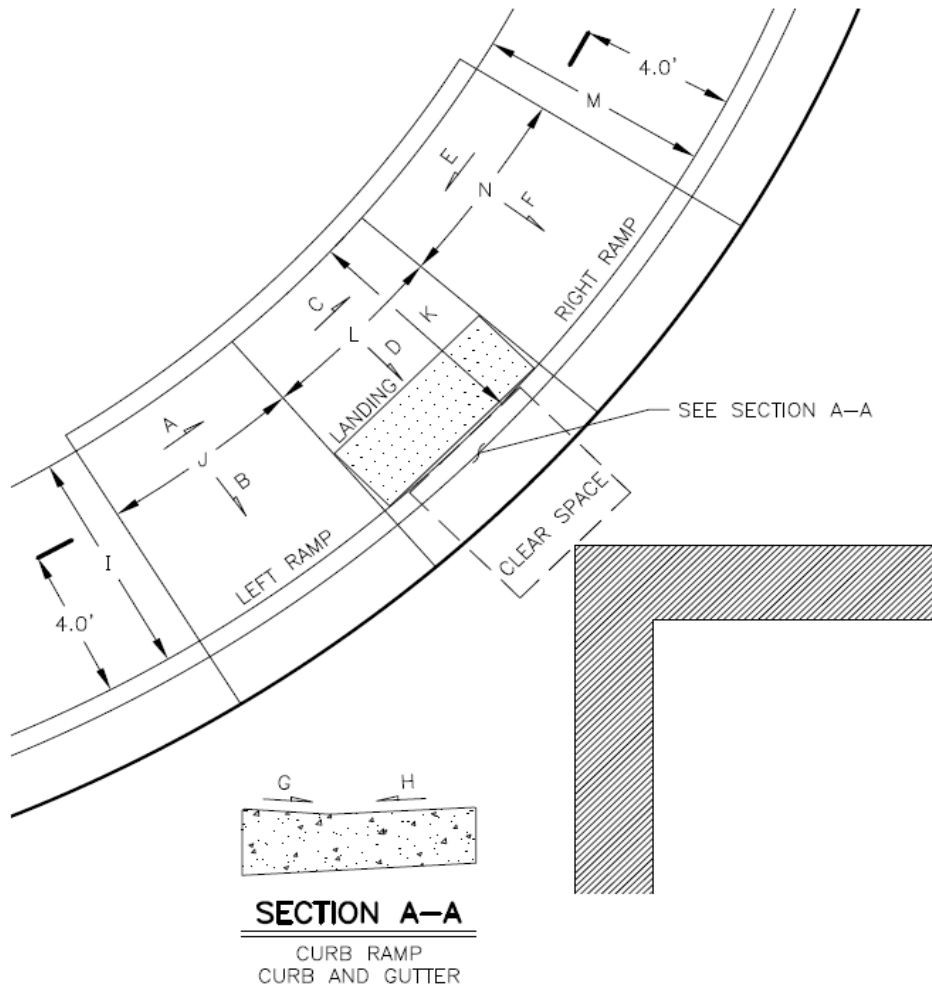 4.0'
M
E
N
F
RIGHT RAMP
C
K
L
D
LANDING
A
J
B
SEE SECTION A-A
CLEAR SPACE
I
LEFT RAMP
4.0'
G
H
SECTION A-A
CURB RAMP
CURB AND GUTTER